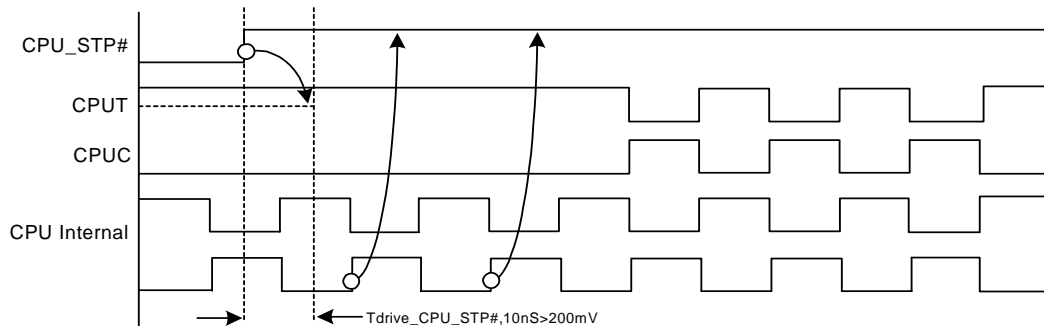 CPU_STP#
CPUT
CPUC
CPU Internal
Tdrive_CPU_STP#,10nS>200mV